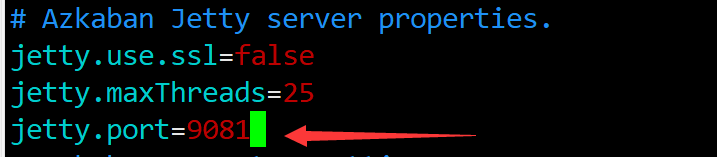 # Azkaban Jetty server properties.
jetty.use.ssl=false
jetty.maxThreads=25
jetty.port=9081